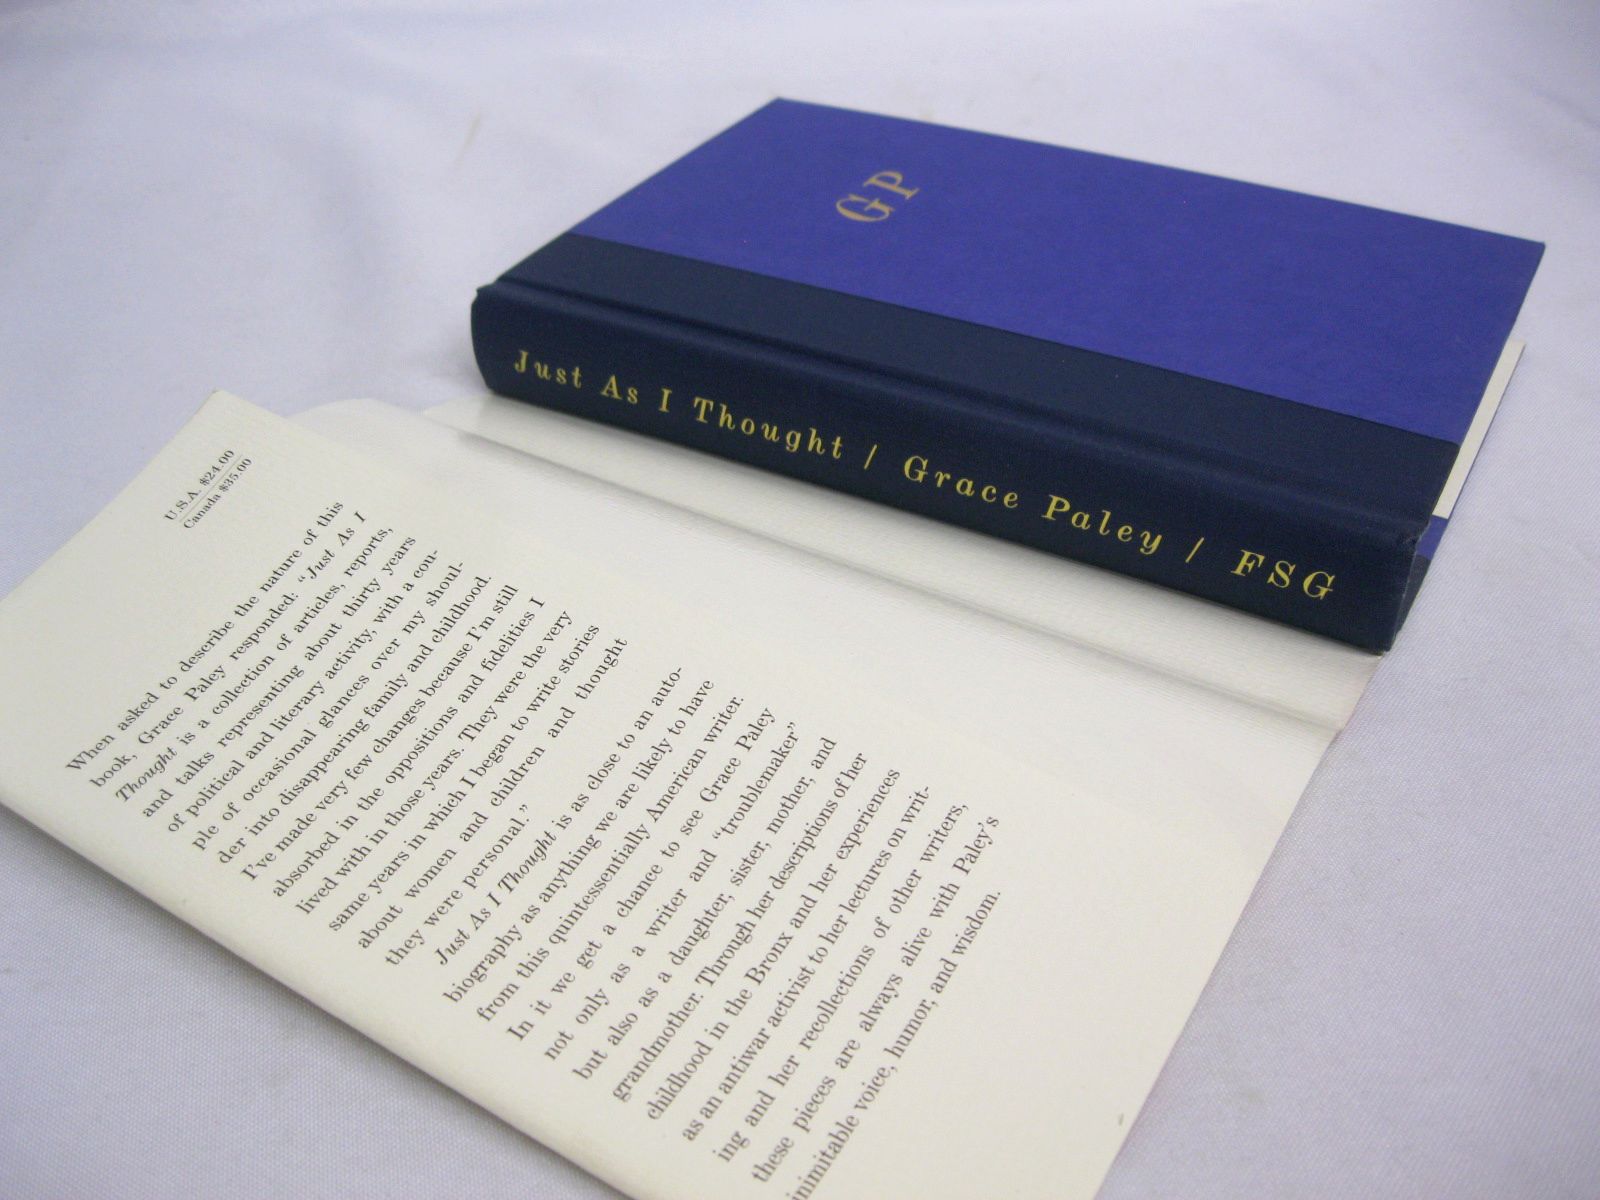 GP
Just As I Thought / Grace Paley / FSG
U.S.A. $24.00
Canada $35.00
When asked to describe the nature of this
book, Grace Paley responded: “Just As I
Thought is a collection of articles, reports,
and talks representing about thirty years
of political and literary activity, with a cou-
ple of occasional glances over my shoul-
der into disappearing family and childhood.
I’ve made very few changes because I’m still
absorbed in the oppositions and fidelities I
lived with in those years. They were the very
same years in which I began to write stories
about women and children and thought
they were personal.”
Just As I Thought is as close to an auto-
biography as anything we are likely to have
from this quintessentially American writer.
In it we get a chance to see Grace Paley
not only as a writer and “troublemaker”
but also as a daughter, sister, mother, and
grandmother. Through her descriptions of her
childhood in the Bronx and her experiences
as an antiwar activist to her lectures on writ-
ing and her recollections of other writers,
these pieces are always alive with Paley’s
inimitable voice, humor, and wisdom.